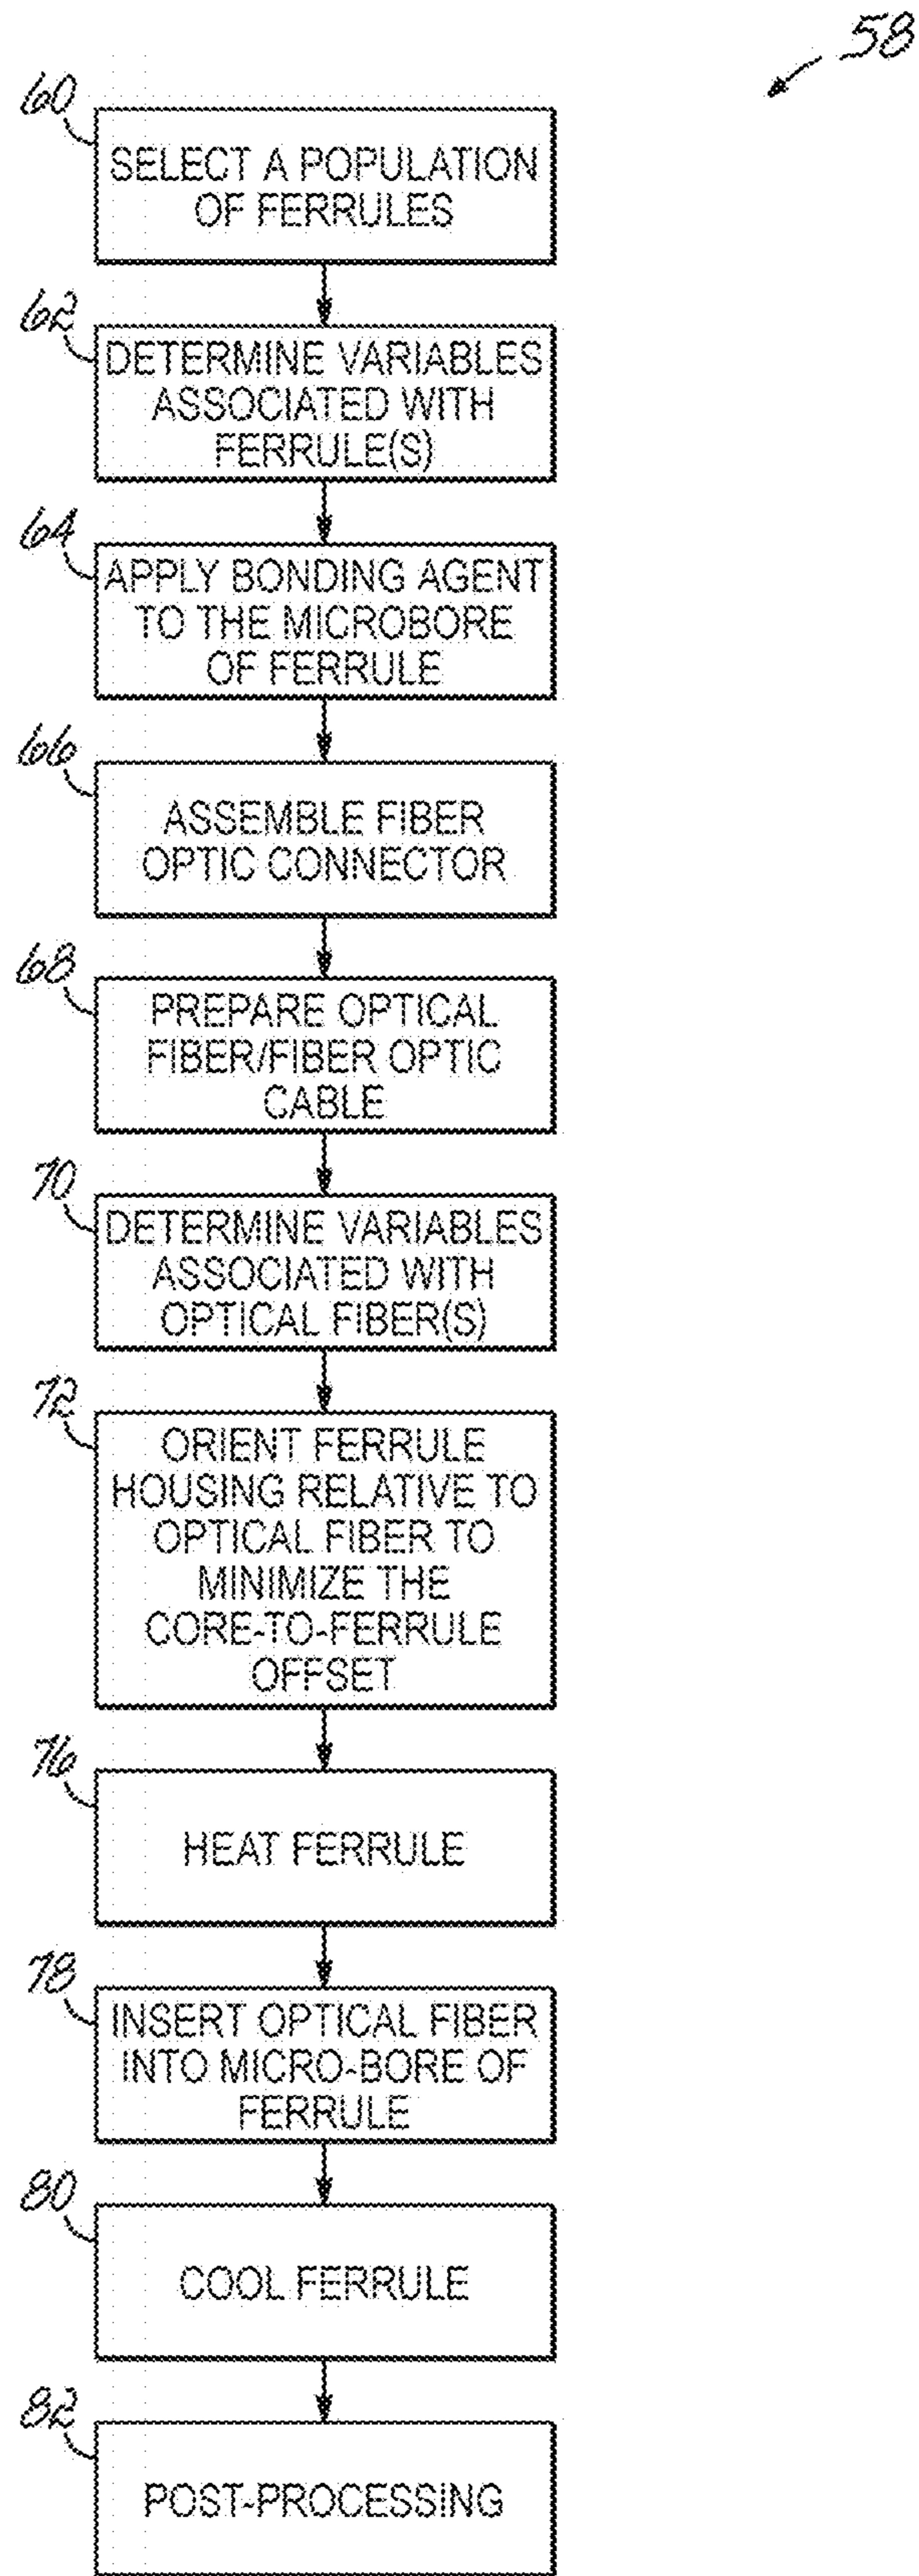 58
60
SELECT A POPULATION
OF FERRULES
62
DETERMINE VARIABLES
ASSOCIATED WITH
FERRULE(S)
64
APPLY BONDING AGENT
TO THE MICROBORE
OF FERRULE
66
ASSEMBLE FIBER
OPTIC CONNECTOR
68
PREPARE OPTICAL
FIBER/FIBER OPTIC
CABLE
70
DETERMINE VARIABLES
ASSOCIATED WITH
OPTICAL FIBER(S)
72
ORIENT FERRULE
HOUSING RELATIVE TO
OPTICAL FIBER TO
MINIMIZE THE
CORE-TO-FERRULE
OFFSET
76
HEAT FERRULE
78
INSERT OPTICAL FIBER
INTO MICRO-BORE OF
FERRULE
80
COOL FERRULE
82
POST-PROCESSING